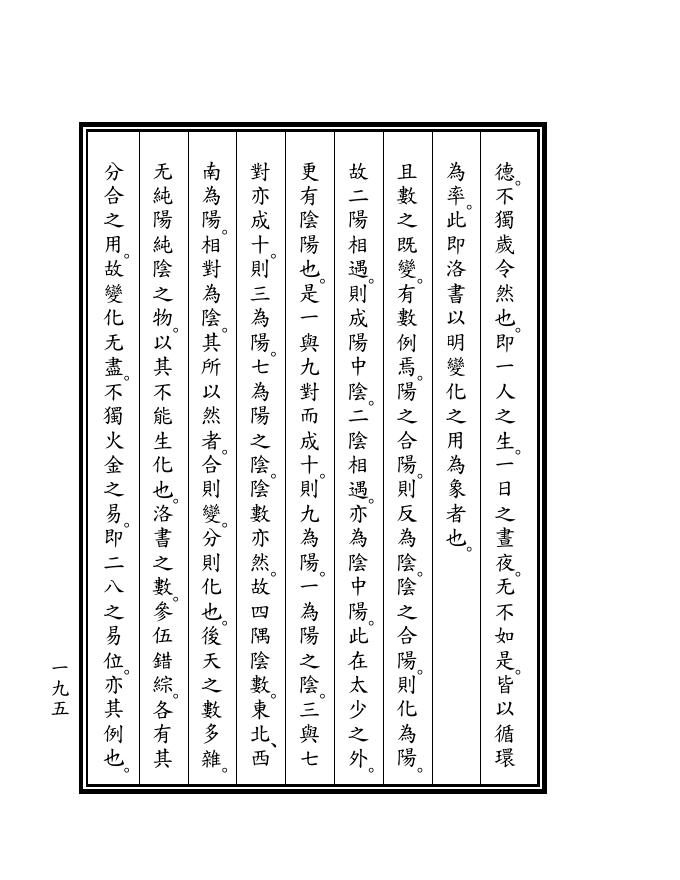 德。不獨歲令然也。即一人之生。一日之晝夜。无不如是。皆以循環
為率。此即洛書以明變化之用為象者也。
且數之既變。有數例焉。陽之合陽。則反為陰。陰之合陽。則化為陽。
故二陽相遇。則成陽中陰。二陰相遇。亦為陰中陽。此在太少之外。
更有陰陽也。是一與九對而成十。則九為陽。一為陽之陰。三與七
對亦成十。則三為陽。七為陽之陰。陰數亦然。故四隅陰數。東北、西
南為陽。相對為陰。其所以然者。合則變。分則化也。後天之數多雜。
无純陽純陰之物。以其不能生化也。洛書之數。參伍錯綜。各有其
分合之用。故變化无盡。不獨火金之易。即二八之易位。亦其例也。
一九五